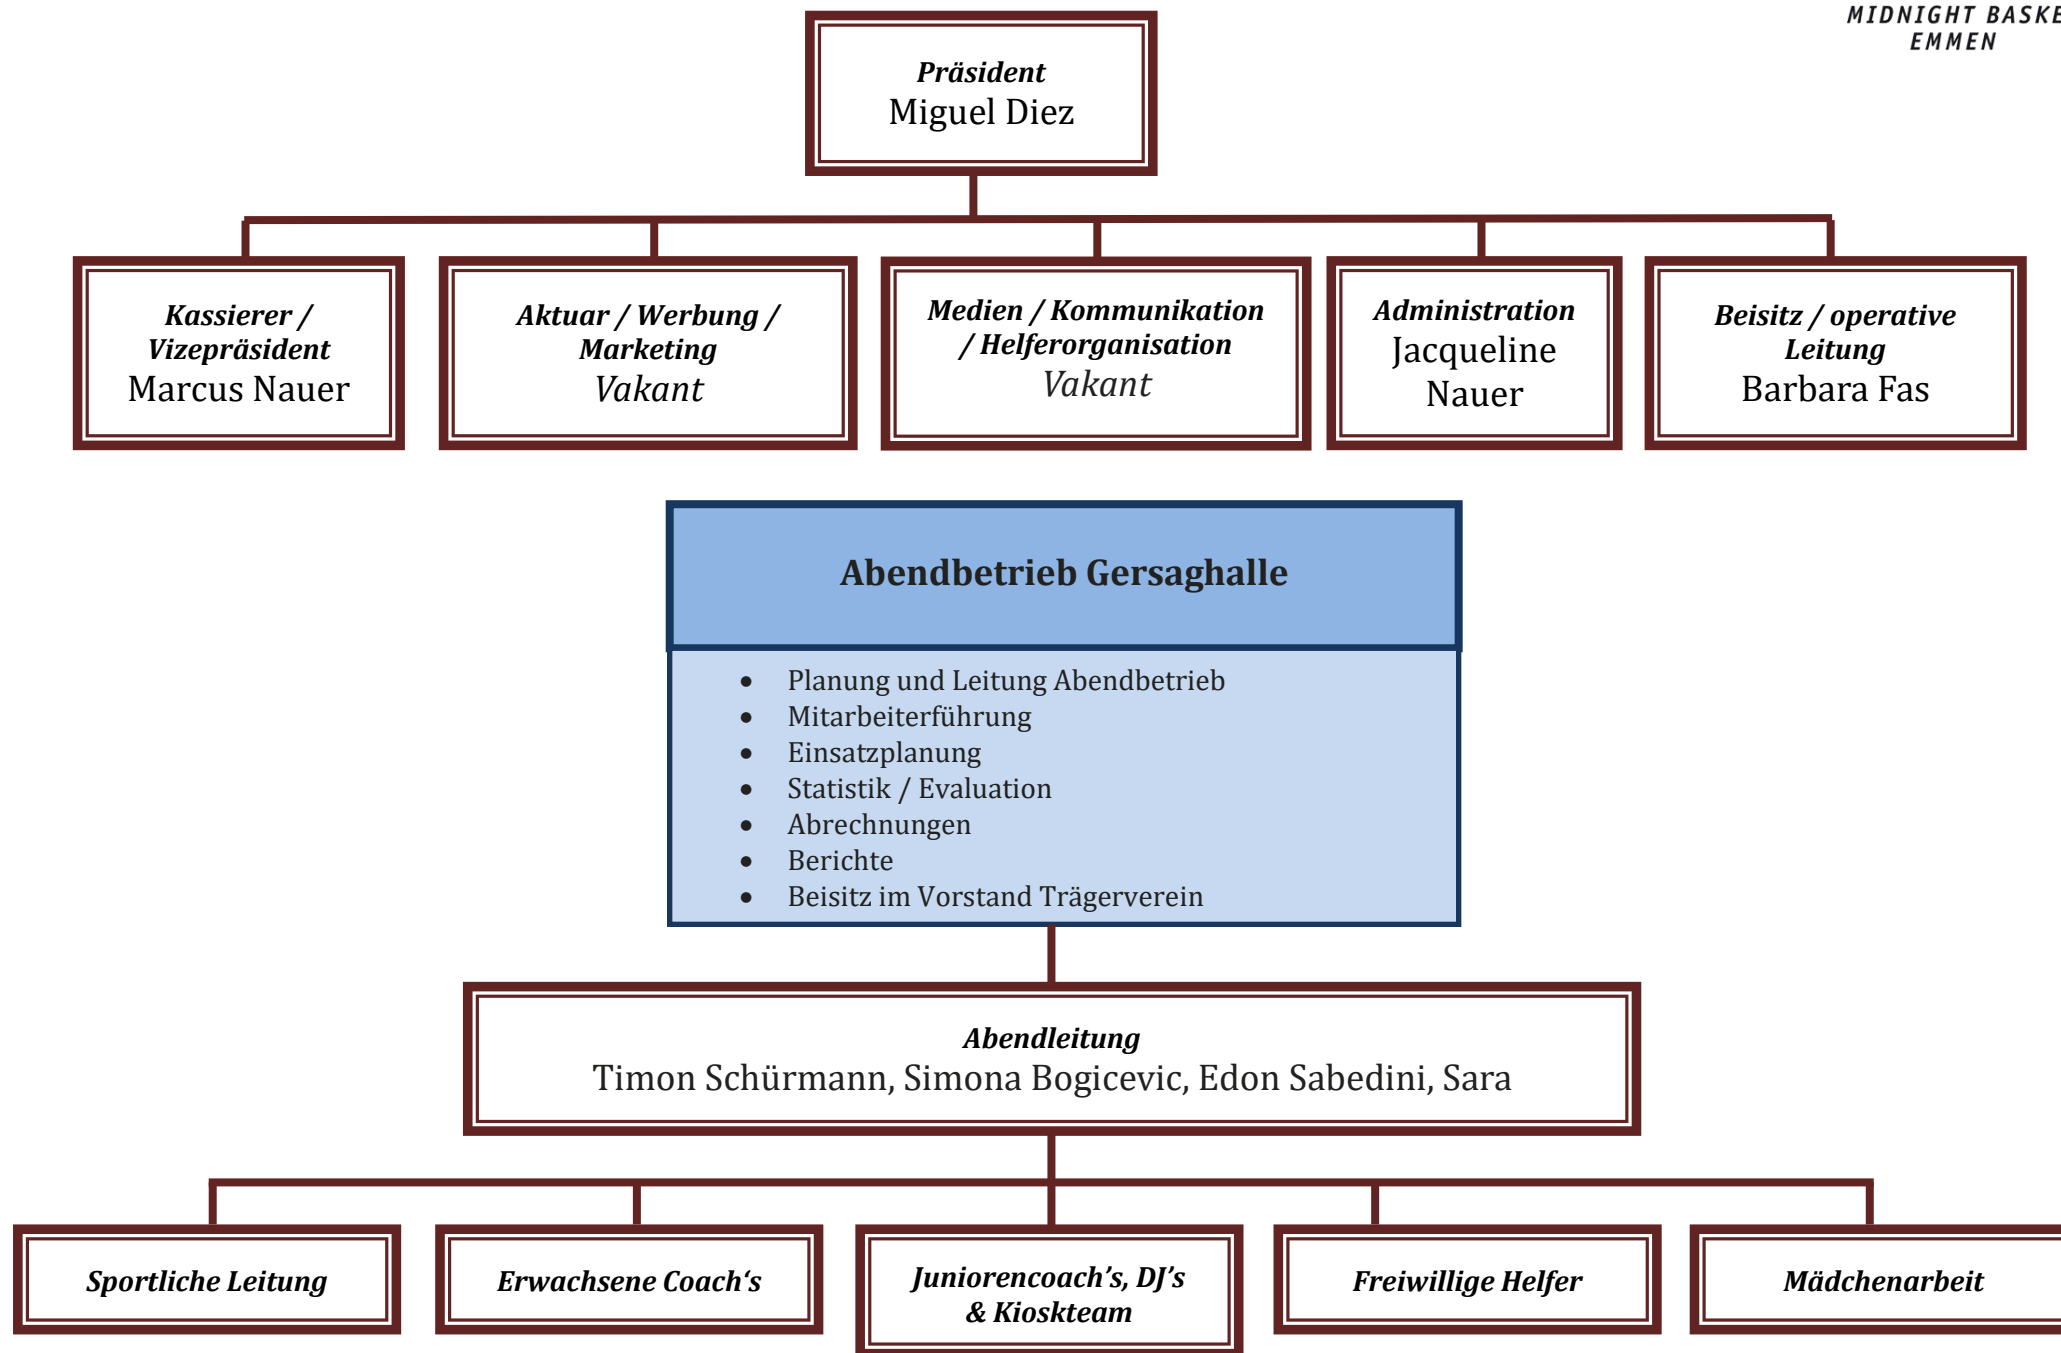 MIDNIGHT BASKE
EMMEN
Präsident
Miguel Diez
Kassierer /
Vizepräsident
Marcus Nauer
Aktuar / Werbung /
Marketing
Vakant
Medien / Kommunikation
/ Helferorganisation
Vakant
Administration
Jacqueline
Nauer
Beisitz / operative
Leitung
Barbara Fas
Abendbetrieb Gersaghalle
• Planung und Leitung Abendbetrieb
• Mitarbeiterführung
• Einsatzplanung
• Statistik / Evaluation
• Abrechnungen
• Berichte
• Beisitz im Vorstand Trägerverein
Abendleitung
Timon Schürmann, Simona Bogicevic, Edon Sabedini, Sara
Sportliche Leitung
Erwachsene Coach‘s
Juniorencoach’s, DJ’s
& Kioskteam
Freiwillige Helfer
Mädchenarbeit